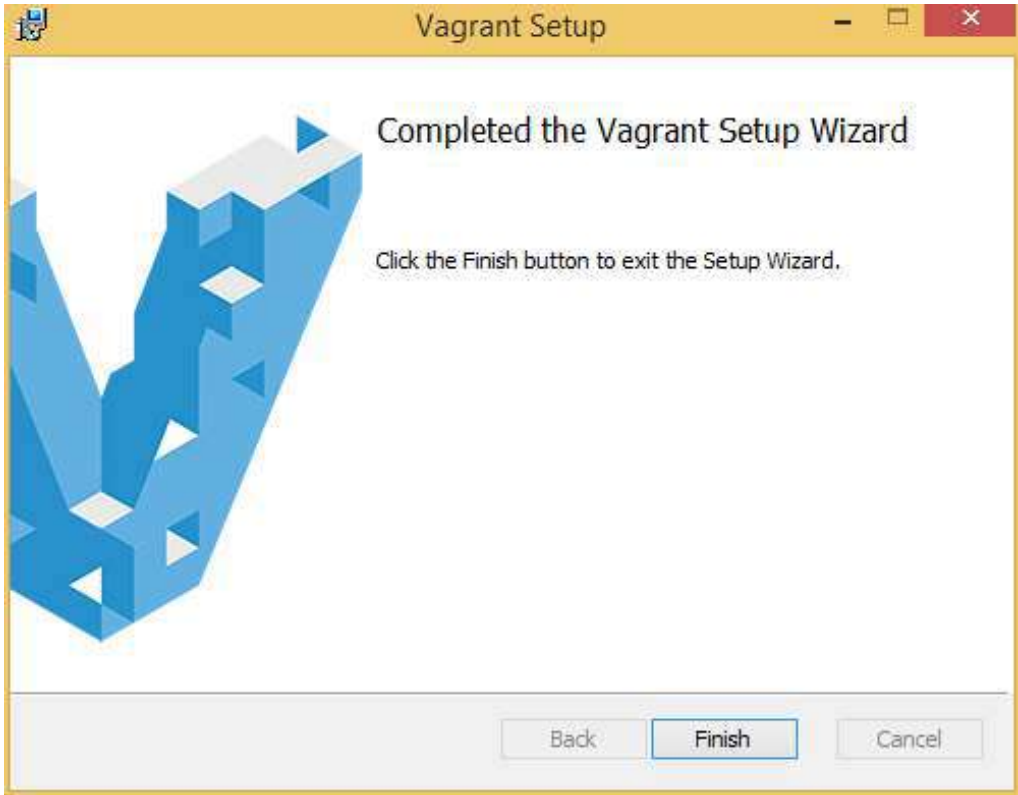 Vagrant Setup
Completed the Vagrant Setup Wizard
Click the Finish button to exit the Setup Wizard.
Back
Finish
Cancel